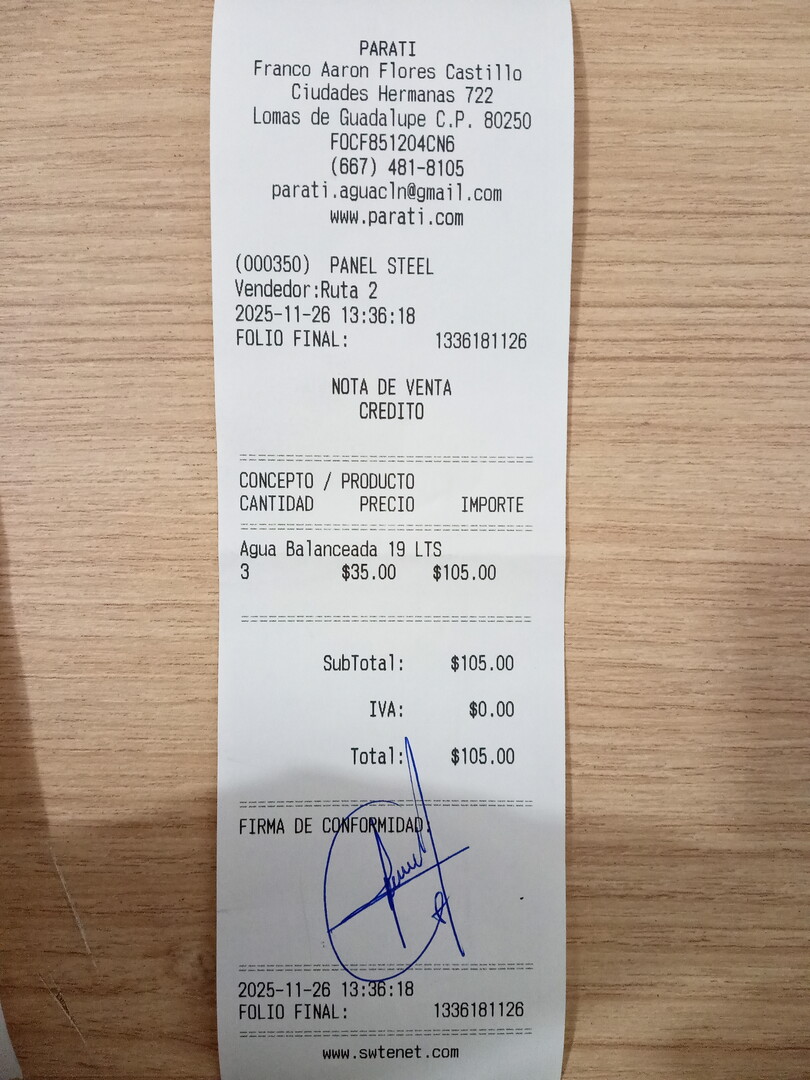 PARATI
Franco Aaron Flores Castillo
Ciudades Hermanas 722
Lomas de Guadalupe C.P. 80250
FOCF851204CN6
(667) 481-8105
parati.aguacln@gmail.com
www.parati.com
(000350) PANEL STEEL
Vendedor:Ruta 2
2025-11-26 13:36:18
FOLIO FINAL: 1336181126
NOTA DE VENTA
CREDITO
CONCEPTO / PRODUCTO
CANTIDAD PRECIO IMPORTE
Agua Balanceada 19 LTS
3 $35.00 $105.00
SubTotal: $105.00
IVA: $0.00
Total: $105.00
FIRMA DE CONFORMIDAD.
2025-11-26 13:36:18
FOLIO FINAL: 1336181126
www.swtenet.com